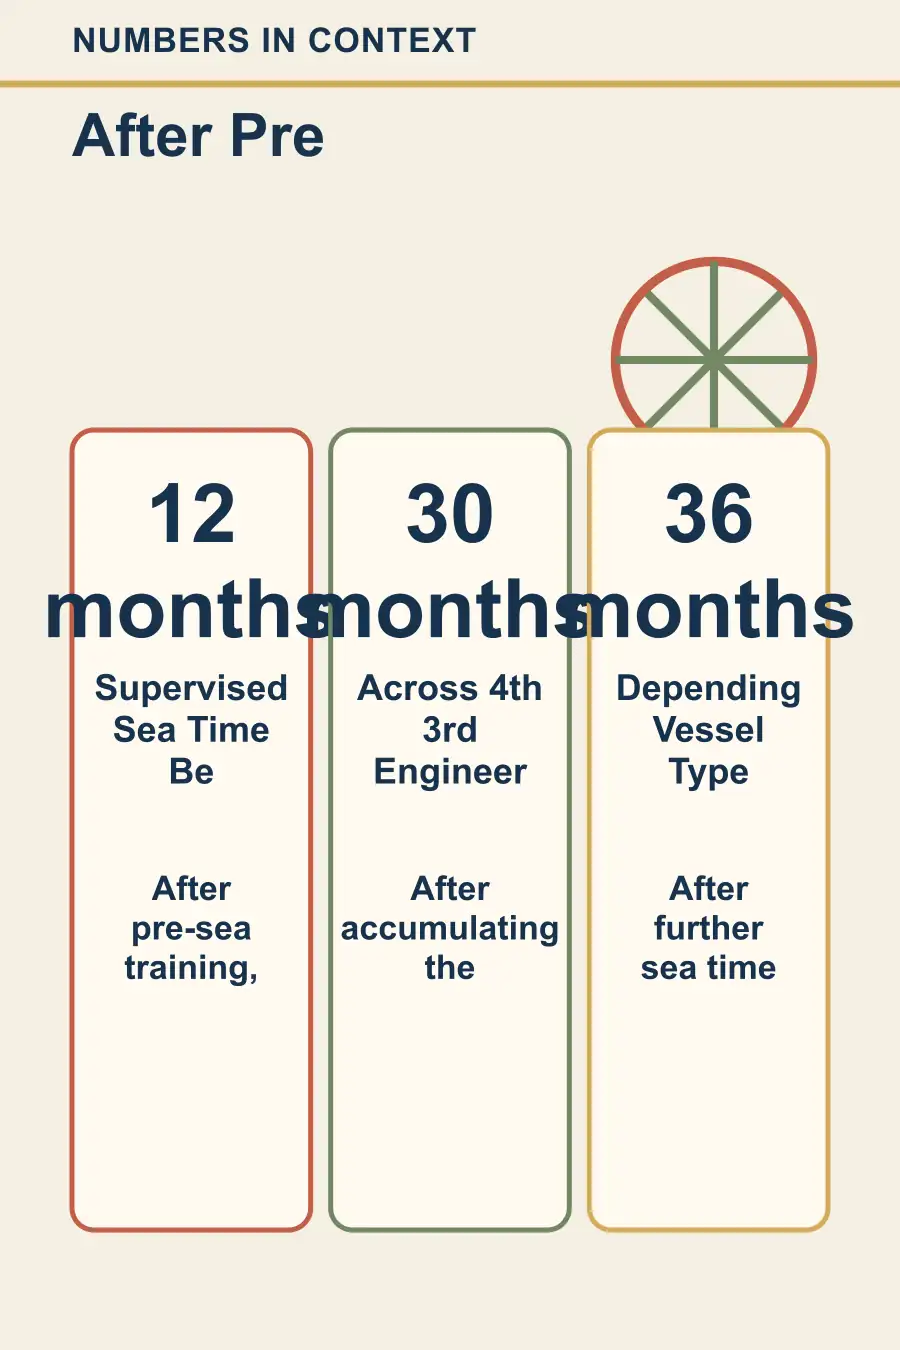 NUMBERS IN CONTEXT
After Pre
12
months
Supervised
Sea Time
Be
After
pre-sea
training,
30
months
Across 4th
3rd
Engineer
After
accumulating
the
36
months
Depending
Vessel
Type
After
further
sea time